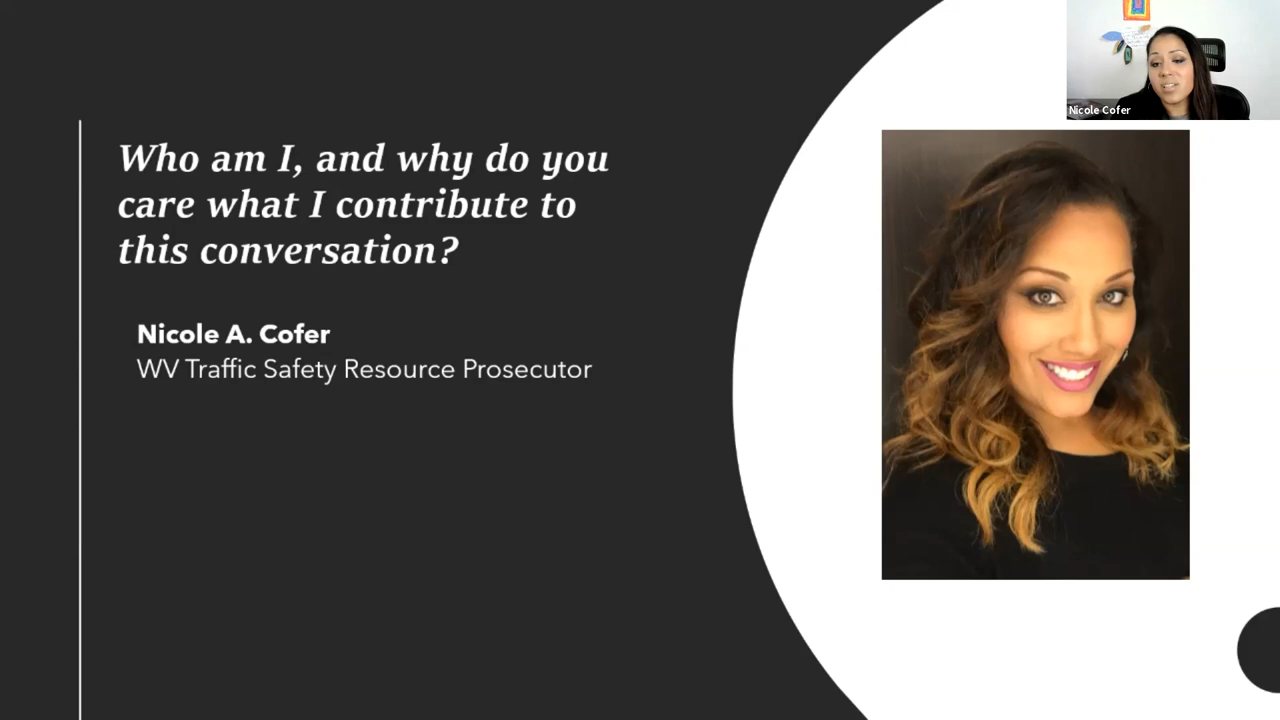 Who am I, and why do you
care what I contribute to
this conversation?
Nicole A. Cofer
WV Traffic Safety Resource Prosecutor
Nicole Cofer